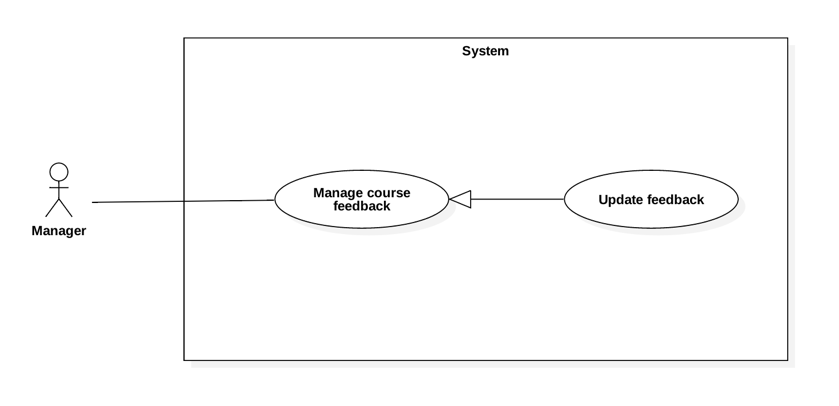 System
Manage course
feedback
Update feedback
Manager